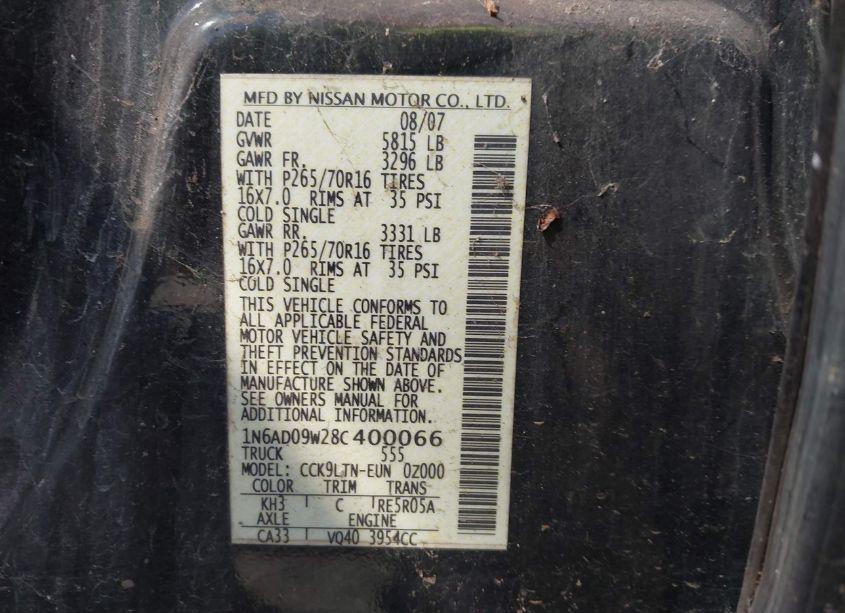 MFD BY NISSAN MOTOR CO., LTD.
DATE 08/07
GVWR 5815 LB
GAWR FR. 3296 LB
WITH P265/70R16 TIRES
16X7.0 RIMS AT 35 PSI
COLD SINGLE
GAWR RR. 3331 LB
WITH P265/70R16 TIRES
16X7.0 RIMS AT 35 PSI
COLD SINGLE
THIS VEHICLE CONFORMS TO
ALL APPLICABLE FEDERAL
MOTOR VEHICLE SAFETY AND
THEFT PREVENTION STANDARDS
IN EFFECT ON THE DATE OF
MANUFACTURE SHOWN ABOVE.
SEE OWNERS MANUAL FOR
ADDITIONAL INFORMATION.
1N6AD09W28C400066
TRUCK 555
MODEL: CCK9LTN-EUN 0Z000
COLOR TRIM TRANS
KH3 C RE5R05A
AXLE ENGINE
CA33 VQ40 3954CC